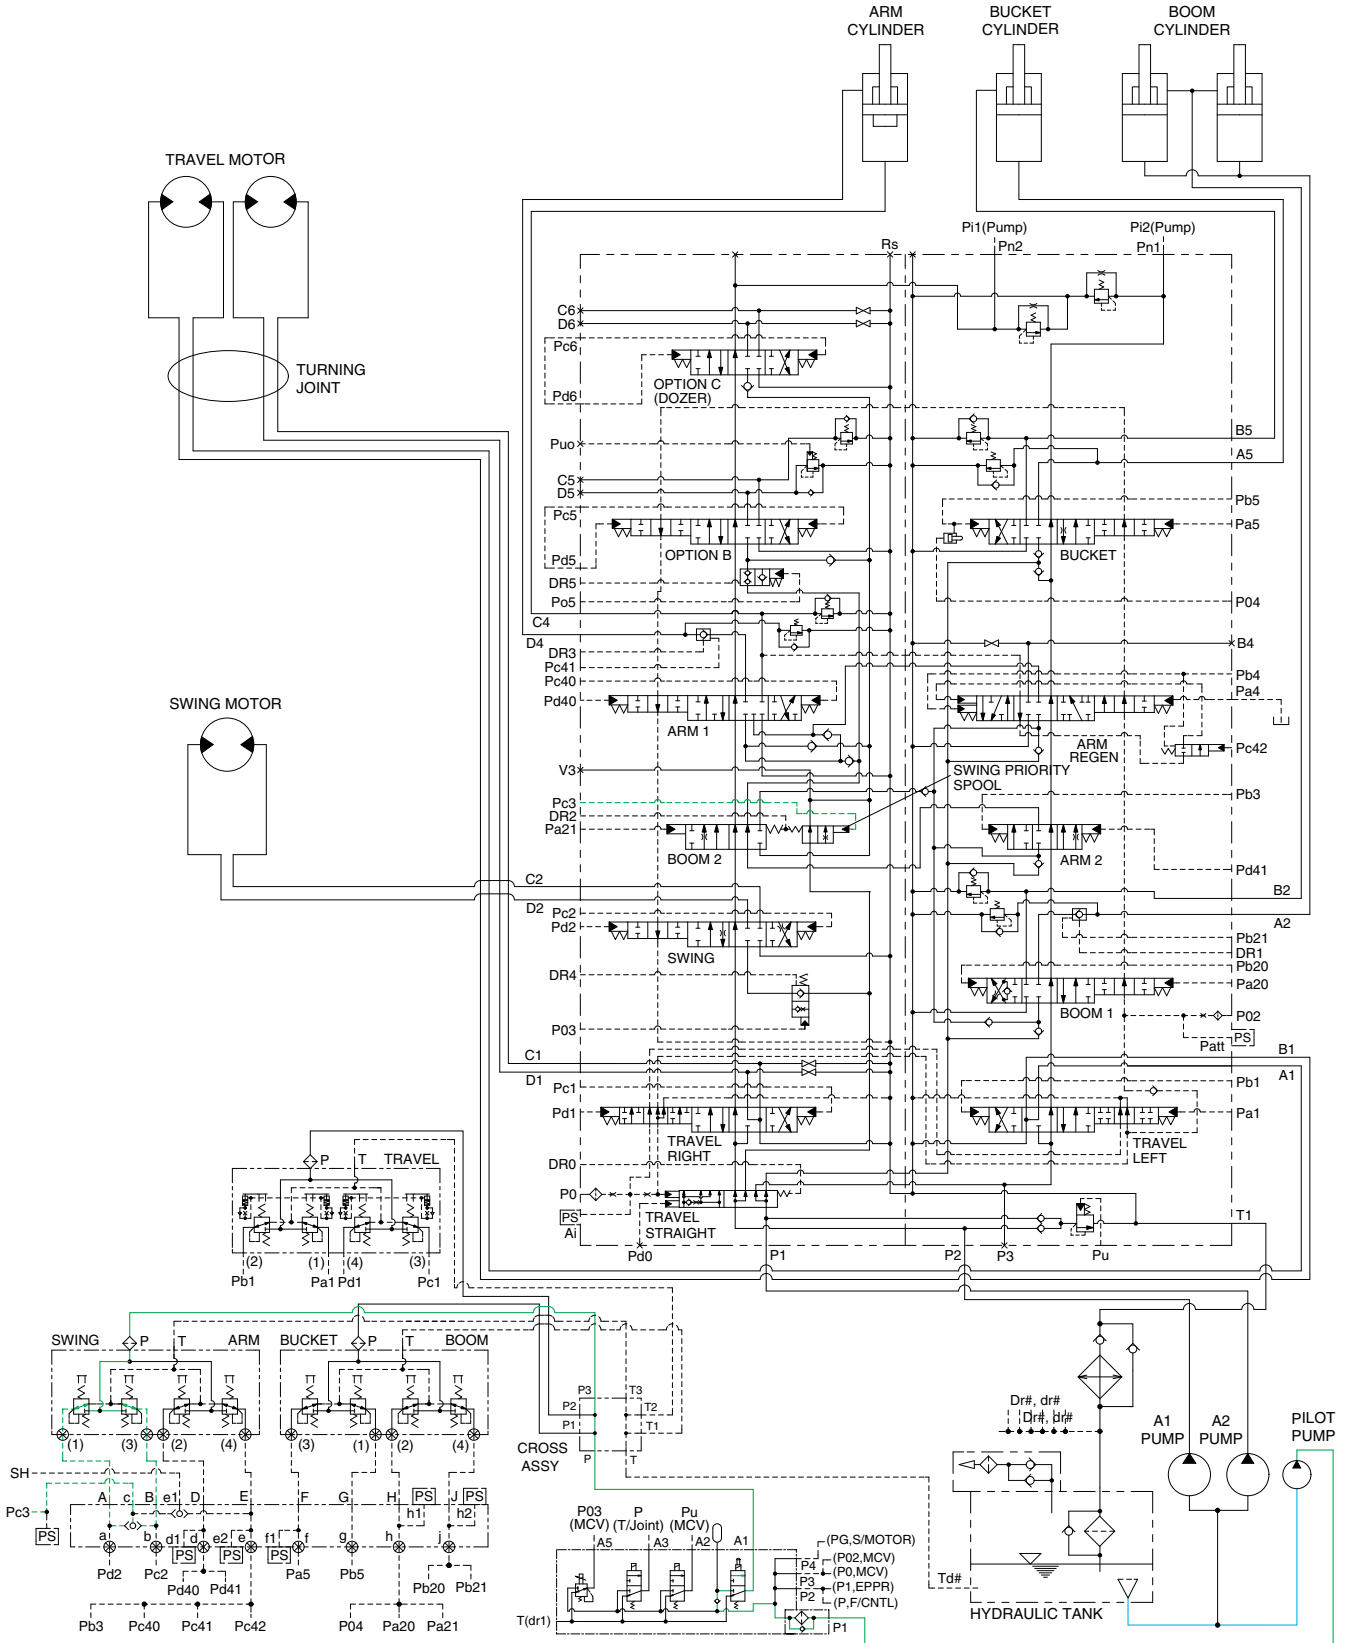 ARM
CYLINDER
BUCKET
CYLINDER
BOOM
CYLINDER
TRAVEL MOTOR
TURNING
JOINT
SWING MOTOR
Pi1(Pump)
Pi2(Pump)
Rs
Pn2
Pn1
C6
D6
Pc6
Pd6
OPTION C
(DOZER)
Puo
C5
D5
Pc5
Pd5
OPTION B
BUCKET
B5
A5
Pb5
Pa5
DR5
Po5
P04
C4
D4
DR3
Pc41
Pc40
Pd40
ARM 1
B4
Pb4
Pa4
ARM
REGEN
Pc42
SWING PRIORITY
SPOOL
V3
Pc3
DR2
Pa21
BOOM 2
ARM 2
Pb3
Pd41
C2
D2
Pc2
Pd2
SWING
B2
A2
Pb21
DR1
Pb20
Pa20
BOOM 1
DR4
P03
P02
PS
Patt
C1
D1
B1
A1
Pc1
Pd1
TRAVEL
RIGHT
Pb1
Pa1
TRAVEL
LEFT
DR0
P0
PS
Ai
TRAVEL
STRAIGHT
Pd0
P1
P2
P3
Pu
T1
P
T
TRAVEL
(2)
(1)
(4)
(3)
Pb1
Pa1
Pd1
Pc1
SWING
P
T
ARM
BUCKET
P
T
BOOM
(1)
(3)
(2)
(4)
(3)
(1)
(2)
(4)
P3
T3
P2
T2
P1
T1
P
T
CROSS
ASSY
SH
Pc3
PS
A
c
B
e1
D
E
F
G
H
PS
h1
J
PS
h2
a
b
d1
d
e2
e
f1
f
g
h
j
PS
PS
PS
Pd2
Pc2
Pd40
Pd41
Pa5
Pb5
Pb20
Pb21
Pb3
Pc40
Pc41
Pc42
P04
Pa20
Pa21
P03
(MCV)
P
(T/Joint)
Pu
(MCV)
A5
A3
A2
A1
T(dr1)
(PG,S/MOTOR)
P4
(P02,MCV)
(P0,MCV)
P3
(P1,EPPR)
P2
(P,F/CNTL)
P1
Dr#, dr#
Dr#, dr#
A1
PUMP
A2
PUMP
PILOT
PUMP
Td#
HYDRAULIC TANK